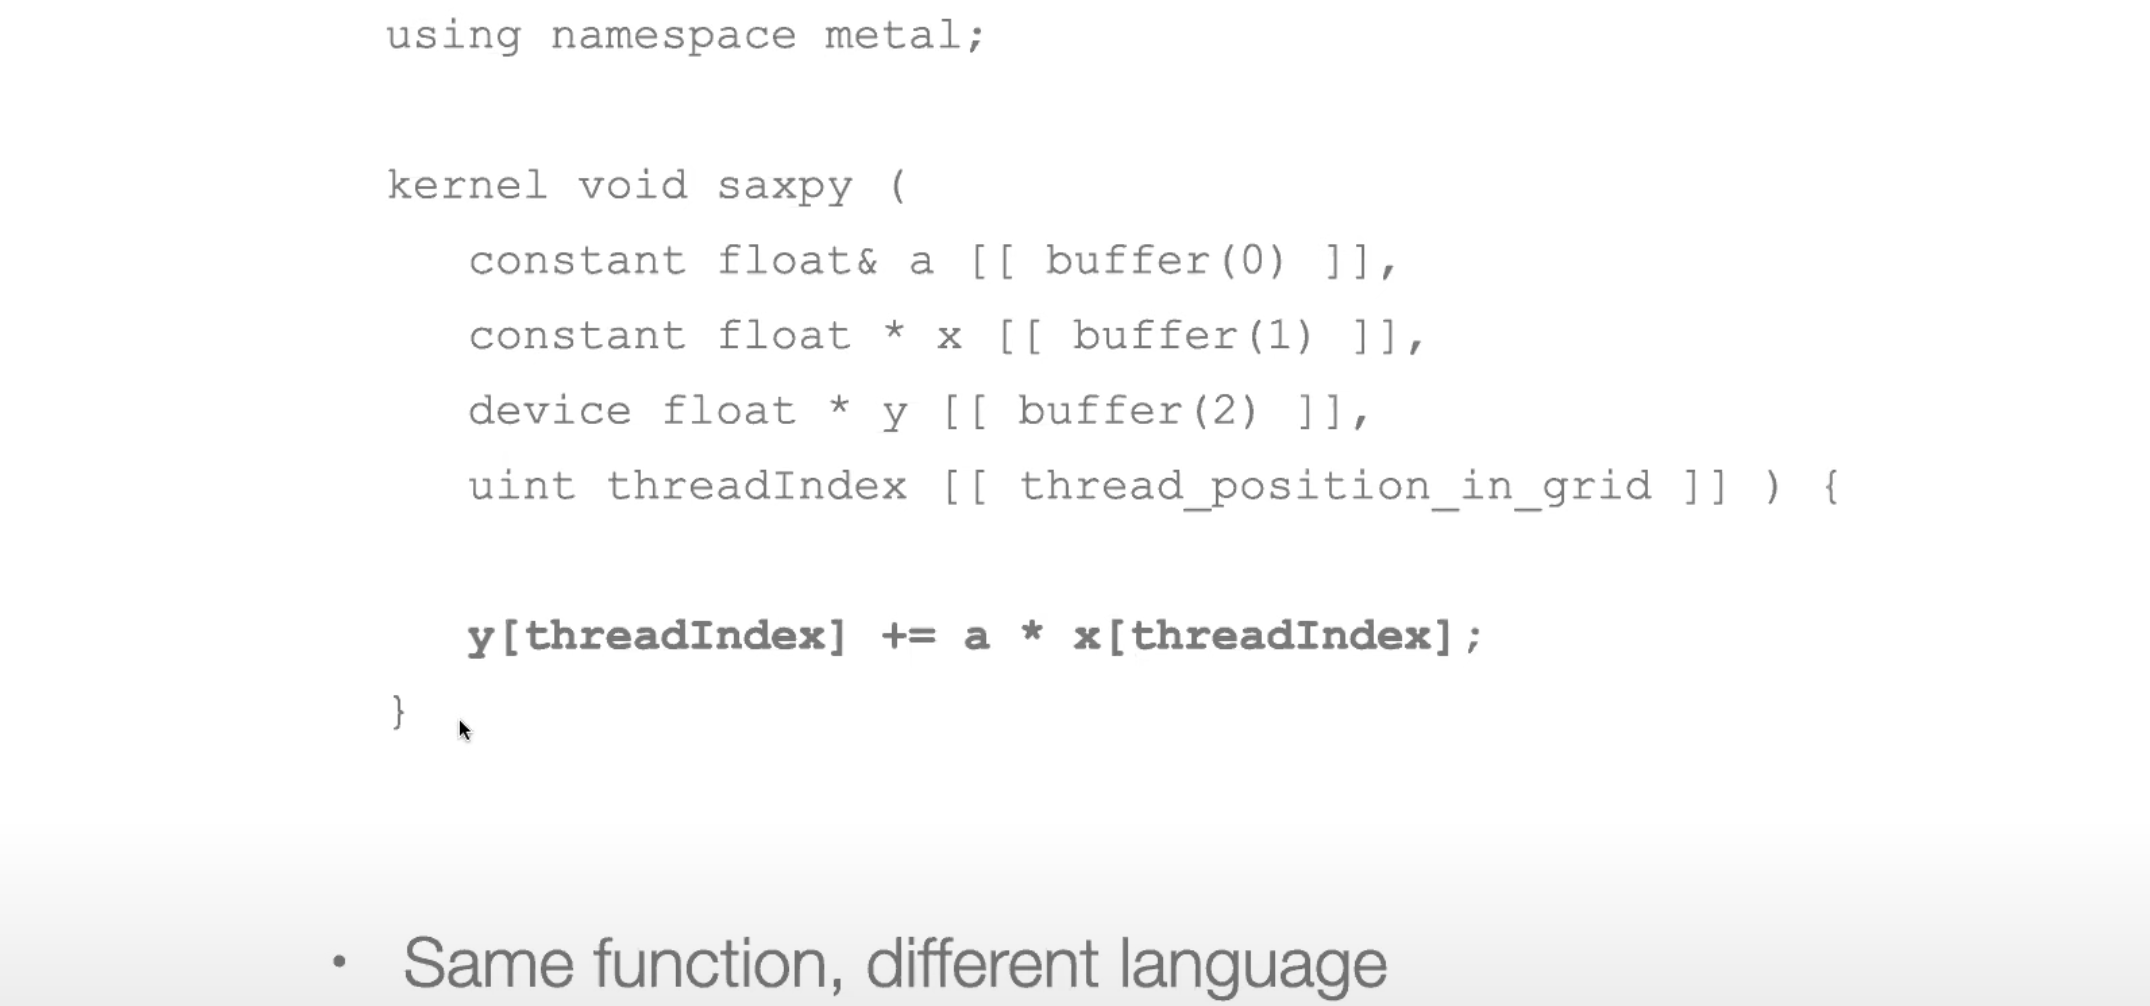 using namespace metal;
kernel void saxpy (
constant float& a [[ buffer(0) ]],
constant float * x [[ buffer(1) ]],
device float * y [[ buffer(2) ]],
uint threadIndex [[ thread_position_in_grid ]] ) {
y[threadIndex] += a * x[threadIndex];
}
• Same function, different language